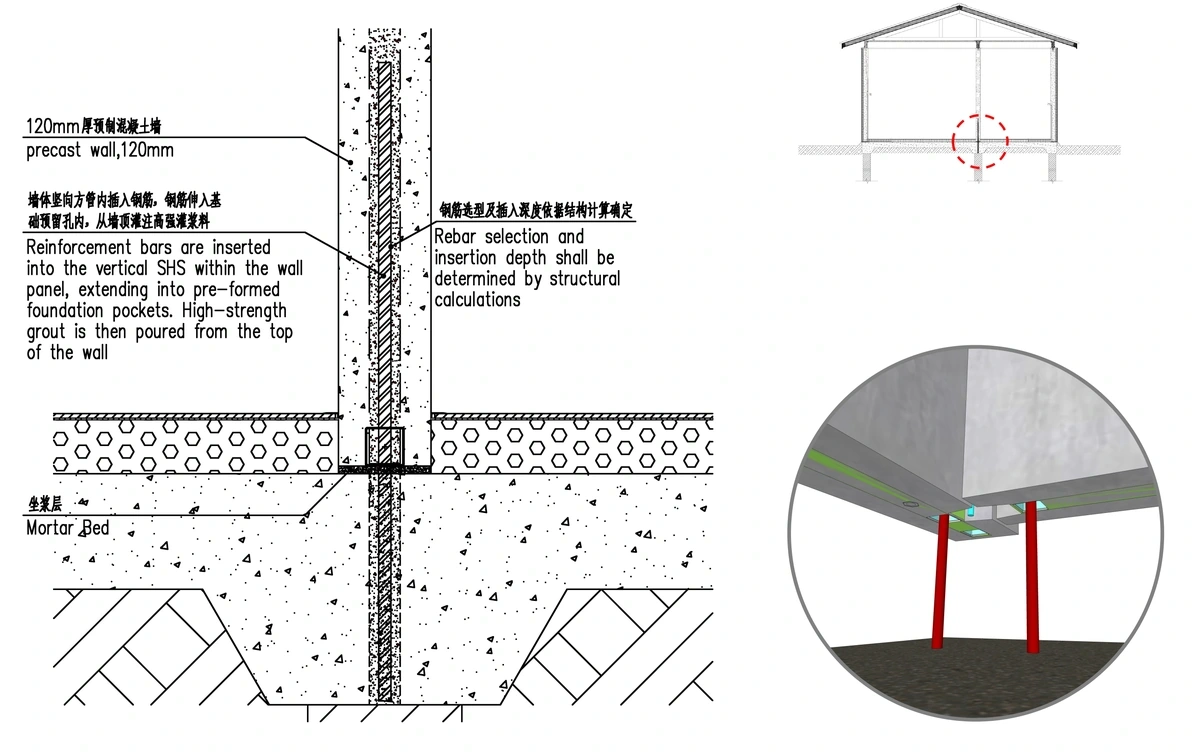 120mm厚预制混凝土墙
precast wall,120mm
墙体竖向方管内插入钢筋，钢筋伸入基
础预留孔内，从墙顶灌注高强灌浆料
Reinforcement bars are inserted
into the vertical SHS within the wall
panel, extending into pre-formed
foundation pockets. High-strength
grout is then poured from the top
of the wall
钢筋选型及插入深度依据结构计算确定
Rebar selection and
insertion depth shall be
determined by structural
calculations
坐浆层
Mortar Bed